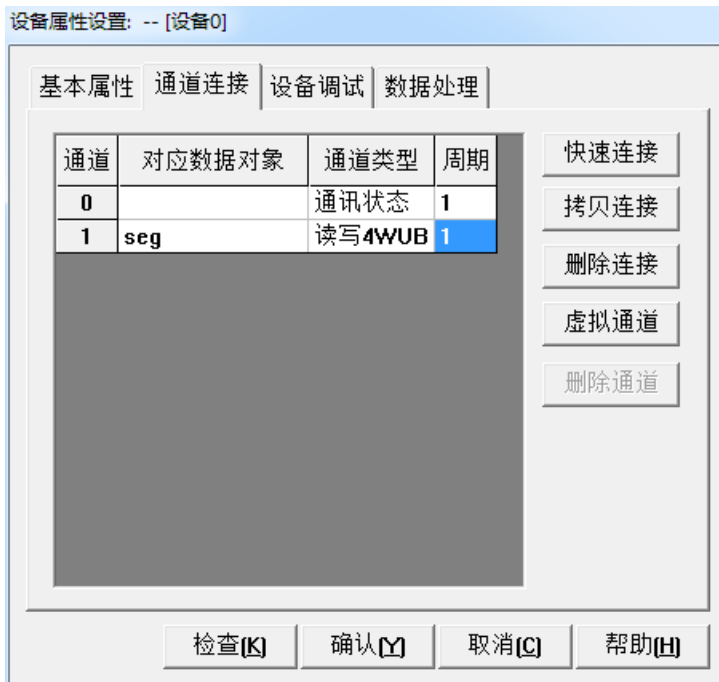 设备属性设置: -- [设备0]
基本属性 通道连接 设备调试 数据处理
通道 对应数据对象 通道类型 周期
0 通讯状态 1
1 seg 读写4WUB 1
快速连接
拷贝连接
删除连接
虚拟通道
删除通道
检查[K] 确认[Y] 取消[C] 帮助[H]